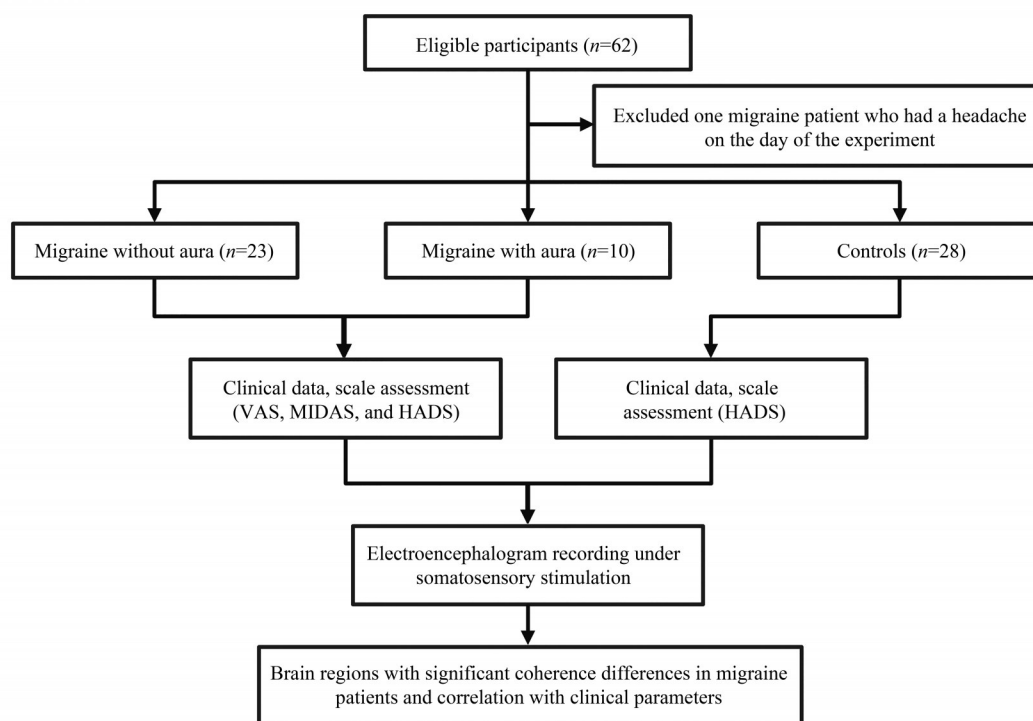 Eligible participants (n=62)
Excluded one migraine patient who had a headache
on the day of the experiment
Migraine without aura (n=23)
Migraine with aura (n=10)
Controls (n=28)
Clinical data, scale assessment
(VAS, MIDAS, and HADS)
Clinical data, scale
assessment (HADS)
Electroencephalogram recording under
somatosensory stimulation
Brain regions with significant coherence differences in migraine
patients and correlation with clinical parameters